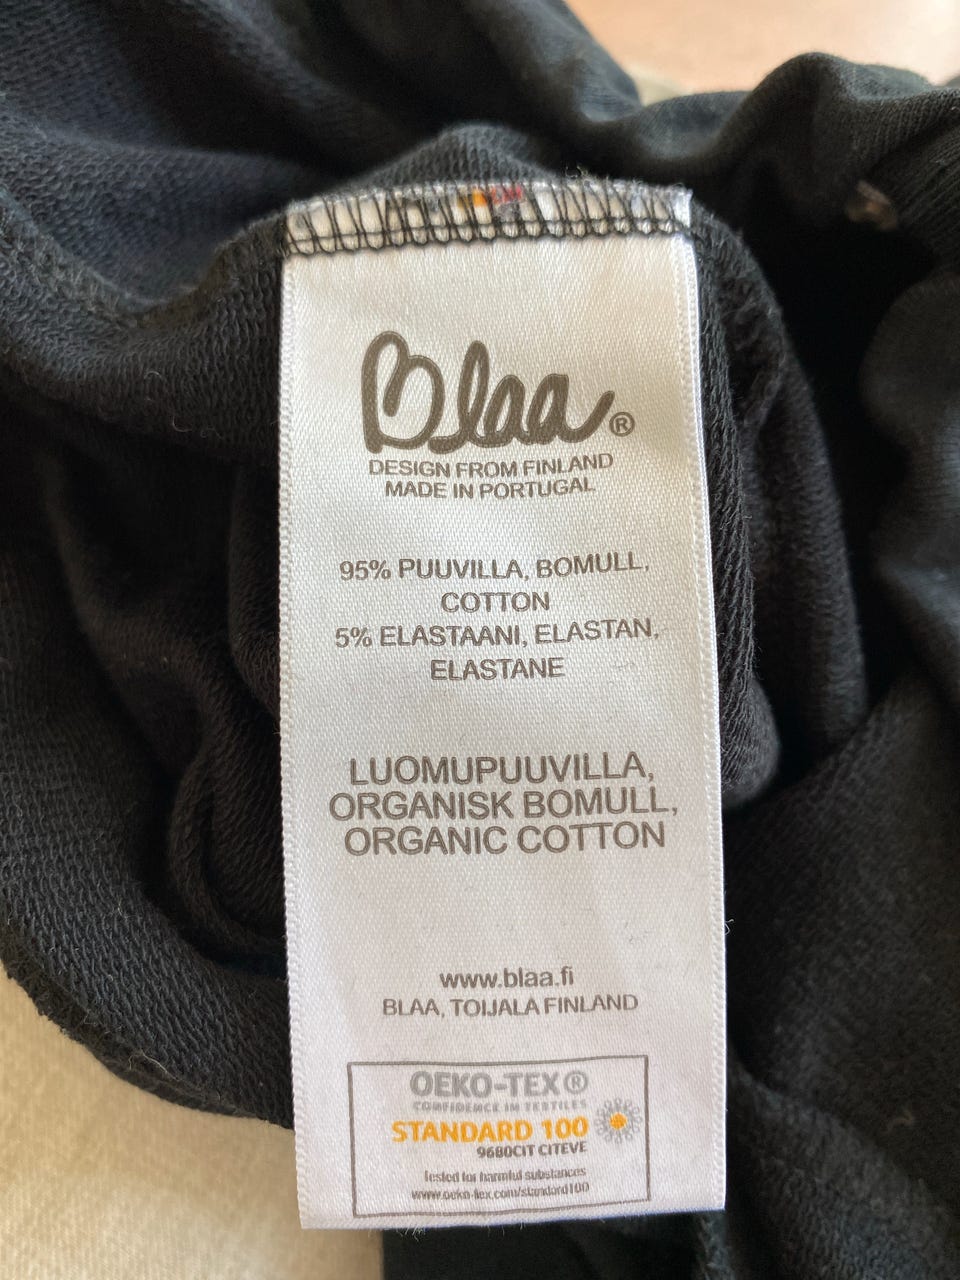 Blaa®
DESIGN FROM FINLAND
MADE IN PORTUGAL
95% PUUVILLA, BOMULL,
COTTON
5% ELASTAANI, ELASTAN,
ELASTANE
LUOMUPUUVILLA,
ORGANISK BOMULL,
ORGANIC COTTON
www.blaa.fi
BLAA, TOIJALA FINLAND
OEKO-TEX®
CONFIDENCE IN TEXTILES
STANDARD 100
9680CIT CITEVE
Tested for harmful substances
www.oeko-tex.com/standard100